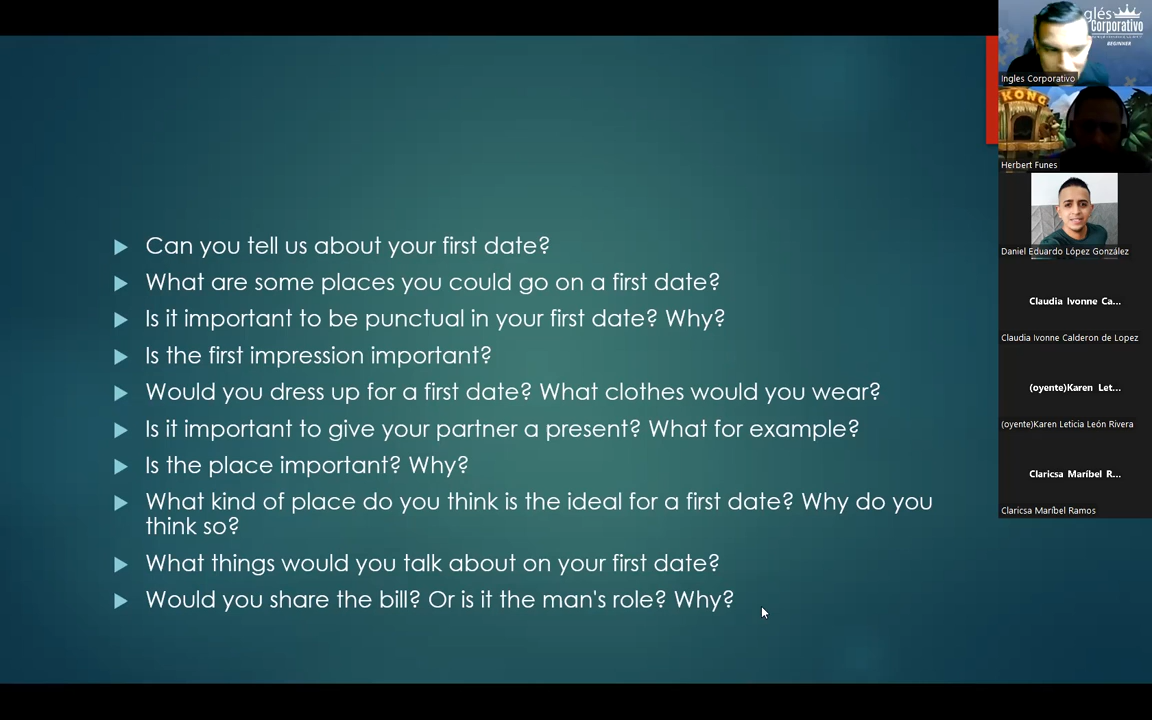 Can you tell us about your first date?
What are some places you could go on a first date?
Is it important to be punctual in your first date? Why?
Is the first impression important?
Would you dress up for a first date? What clothes would you wear?
Is it important to give your partner a present? What for example?
Is the place important? Why?
What kind of place do you think is the ideal for a first date? Why do you
think so?
What things would you talk about on your first date?
Would you share the bill? Or is it the man's role? Why?
glés
Corporativo
BEGINNER
Ingles Corporativo
KONG
Herbert Funes
Daniel Eduardo López González
Claudia Ivonne Ca...
Claudia Ivonne Calderon de Lopez
(oyente)Karen Let...
(oyente)Karen Leticia León Rivera
Claricsa Maríbel R...
Claricsa Maríbel Ramos